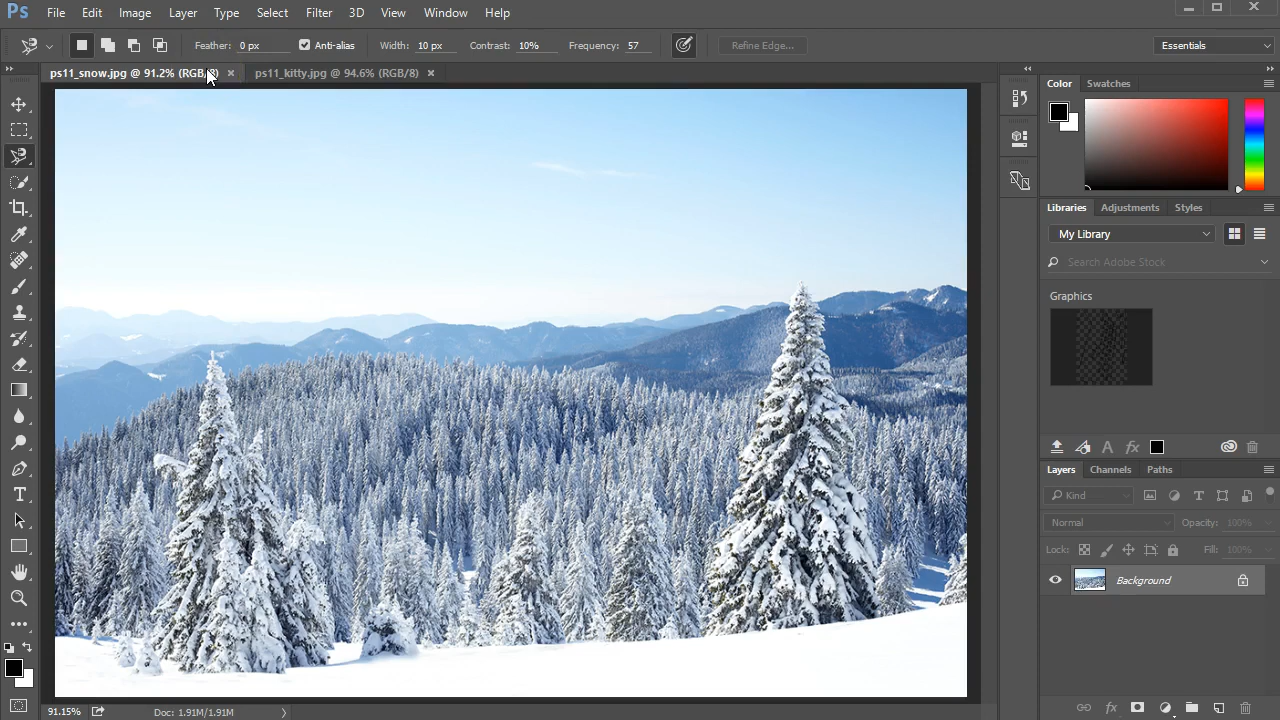 Ps File Edit Image Layer Type Select Filter 3D View Window Help
Feather: 0 px Anti-alias Width: 10 px Contrast: 10% Frequency: 57 Refine Edge... Essentials
ps11_snow.jpg @ 91.2% (RGB/8) × ps11_kitty.jpg @ 94.6% (RGB/8) ×
Color Swatches
Libraries Adjustments Styles
My Library
Search Adobe Stock
Graphics
Layers Channels Paths
Kind
Normal Opacity: 100%
Lock: Fill: 100%
Background
91.15% Doc: 1.91M/1.91M